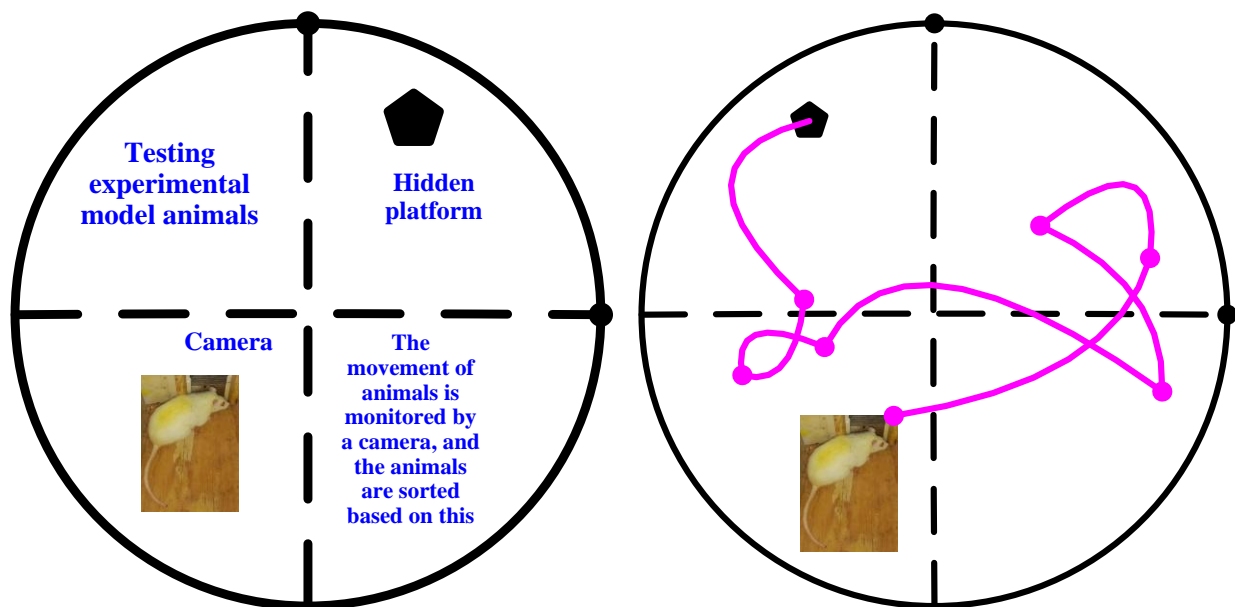 Testing
experimental
model animals
Hidden
platform
Camera
The
movement of
animals is
monitored by
a camera, and
the animals
are sorted
based on this